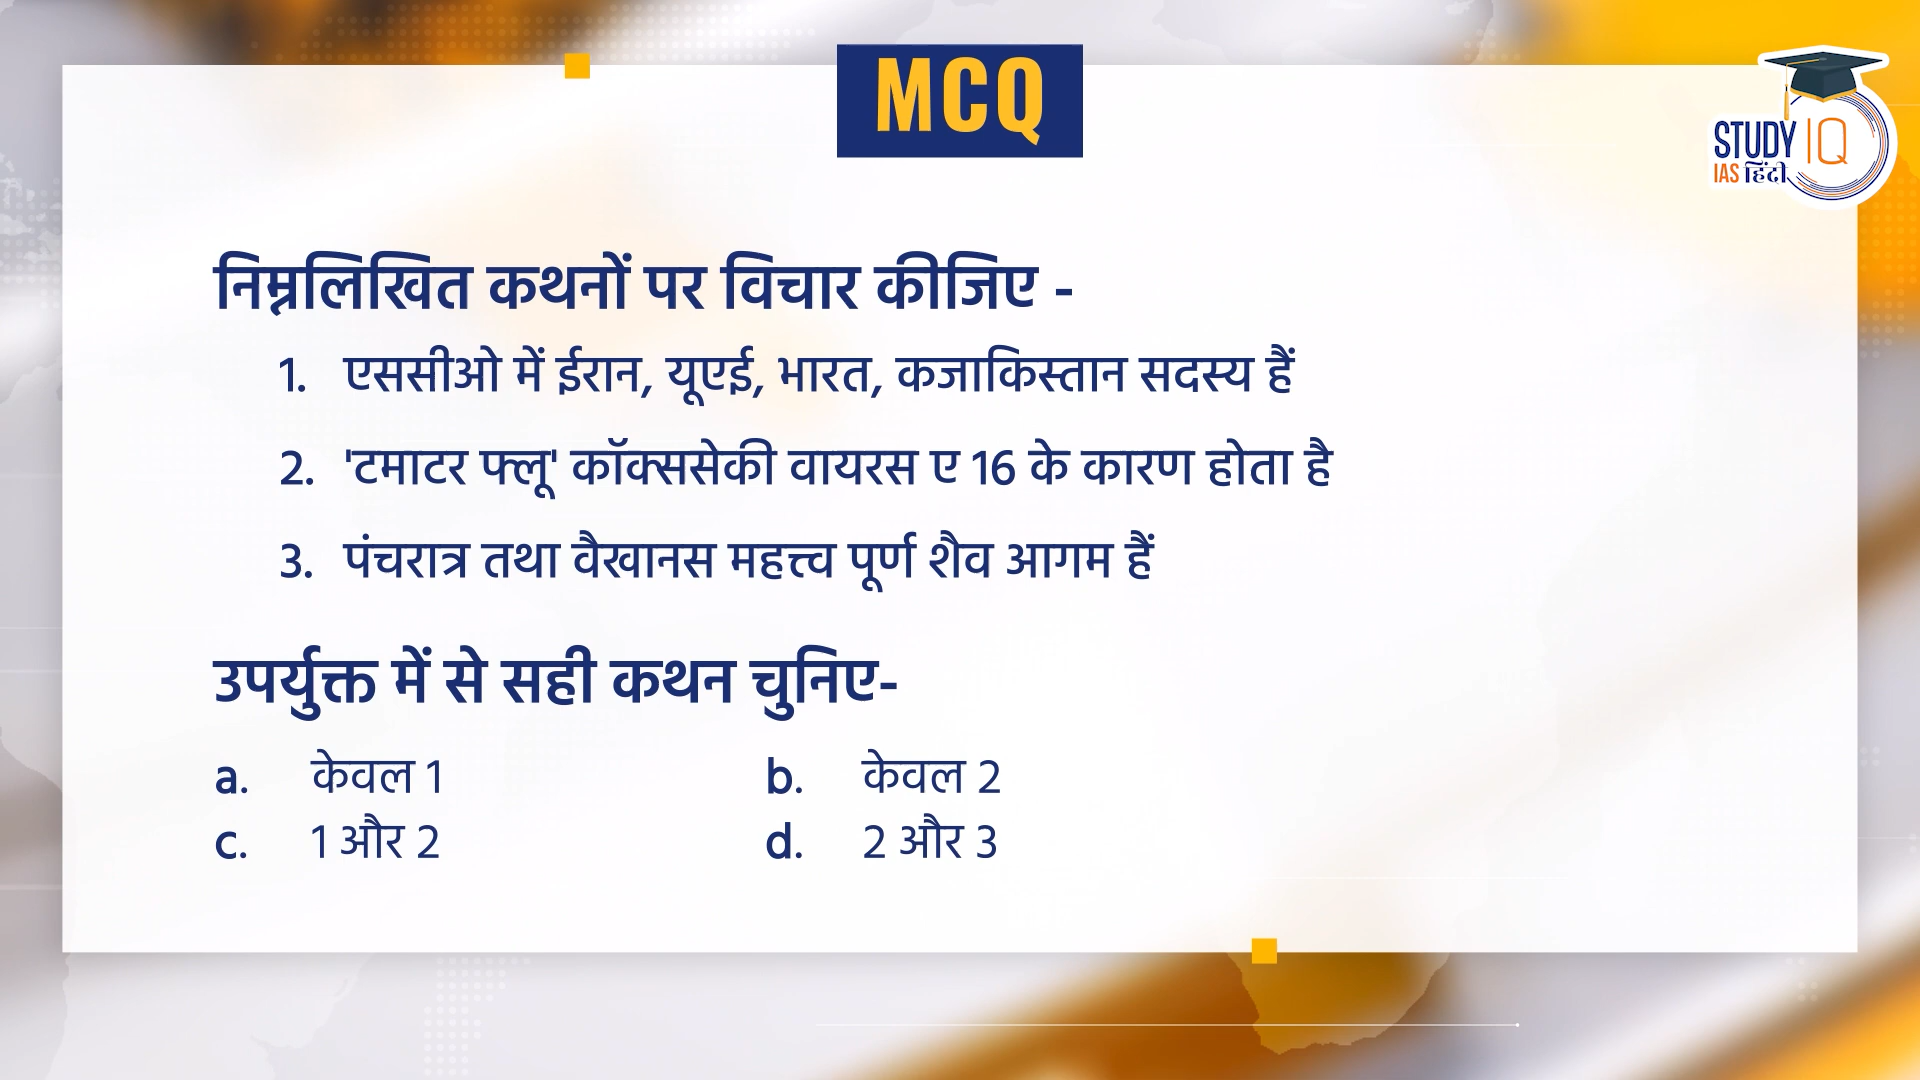 MCQ
STUDY IQ
IAS हिंदी
निम्नलिखित कथनों पर विचार कीजिए -
1. एससीओ में ईरान, यूएई, भारत, कजाकिस्तान सदस्य हैं
2. 'टमाटर फ्लू' कॉक्ससेकी वायरस ए 16 के कारण होता है
3. पंचरात्र तथा वैखानस महत्त्व पूर्ण शैव आगम हैं
उपर्युक्त में से सही कथन चुनिए-
a. केवल 1 b. केवल 2
c. 1 और 2 d. 2 और 3